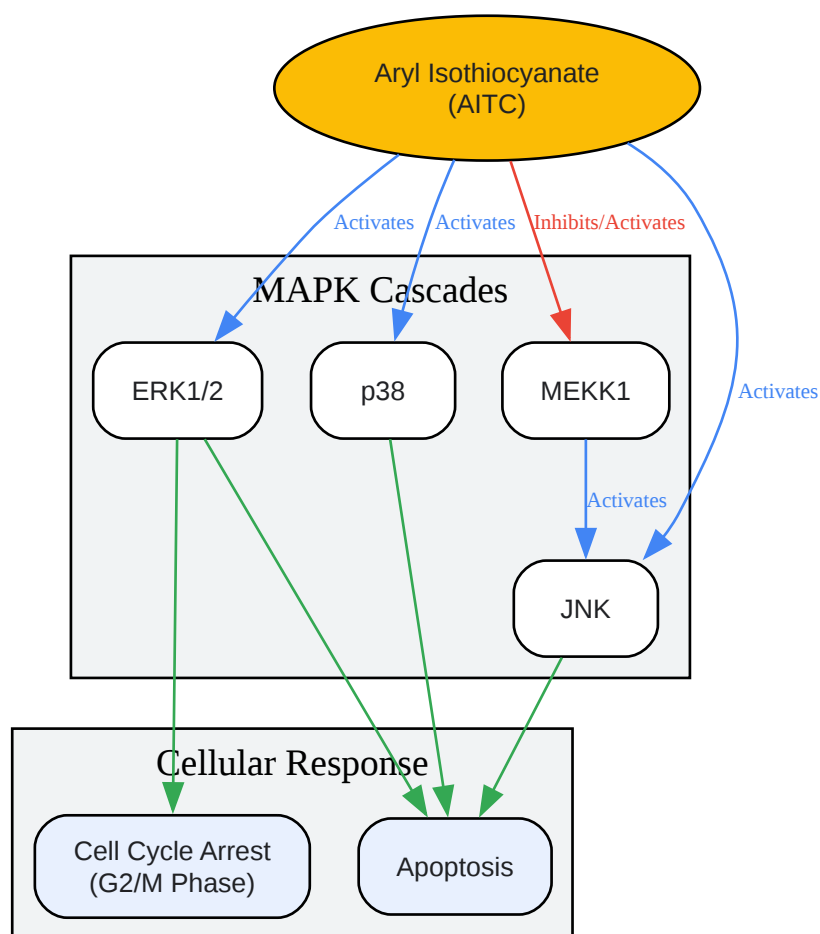 Aryl Isothiocyanate
(AITC)
Activates
Activates
Inhibits/Activates
MAPK Cascades
ERK1/2
p38
MEKK1
Activates
Activates
JNK
Cellular Response
Cell Cycle Arrest
(G2/M Phase)
Apoptosis